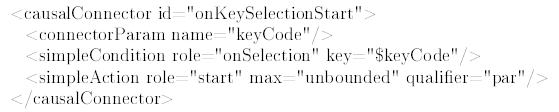 <causalConnector id="onKeySelectionStart">
<connectorParam name="keyCode"/>
<simpleCondition role="onSelection" key="$keyCode"/>
<simpleAction role="start" max="unbounded" qualifier="par"/>
</causalConnector>